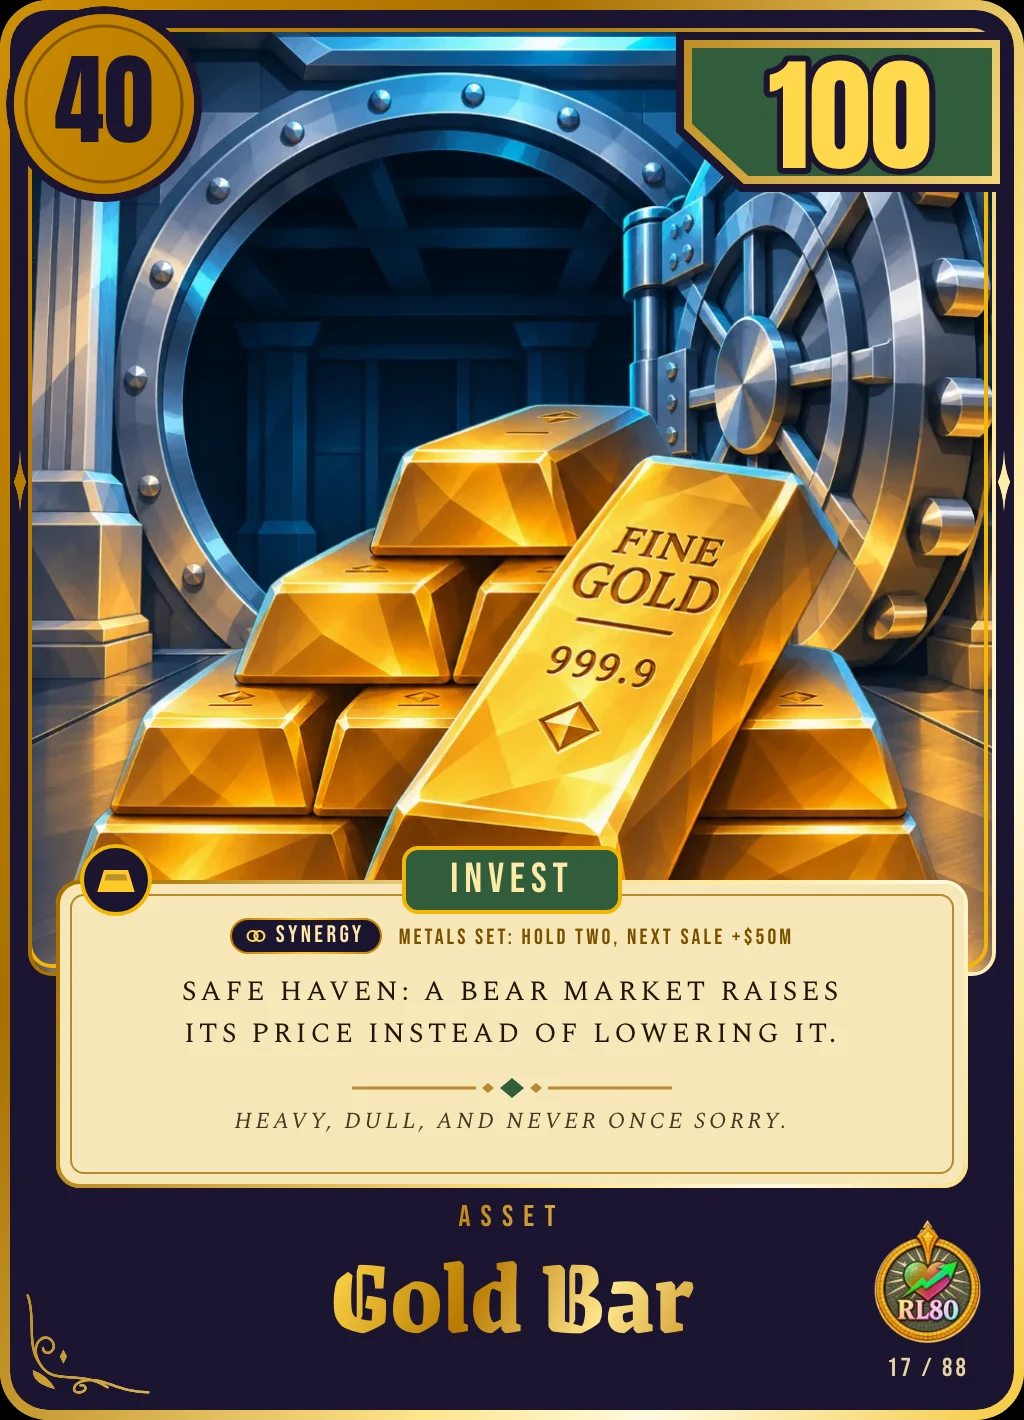 40
100
FINE
GOLD
999.9
INVEST
SYNERGY METALS SET: HOLD TWO, NEXT SALE +$50M
SAFE HAVEN: A BEAR MARKET RAISES
ITS PRICE INSTEAD OF LOWERING IT.
HEAVY, DULL, AND NEVER ONCE SORRY.
ASSET
Gold Bar
RL80
17 / 88